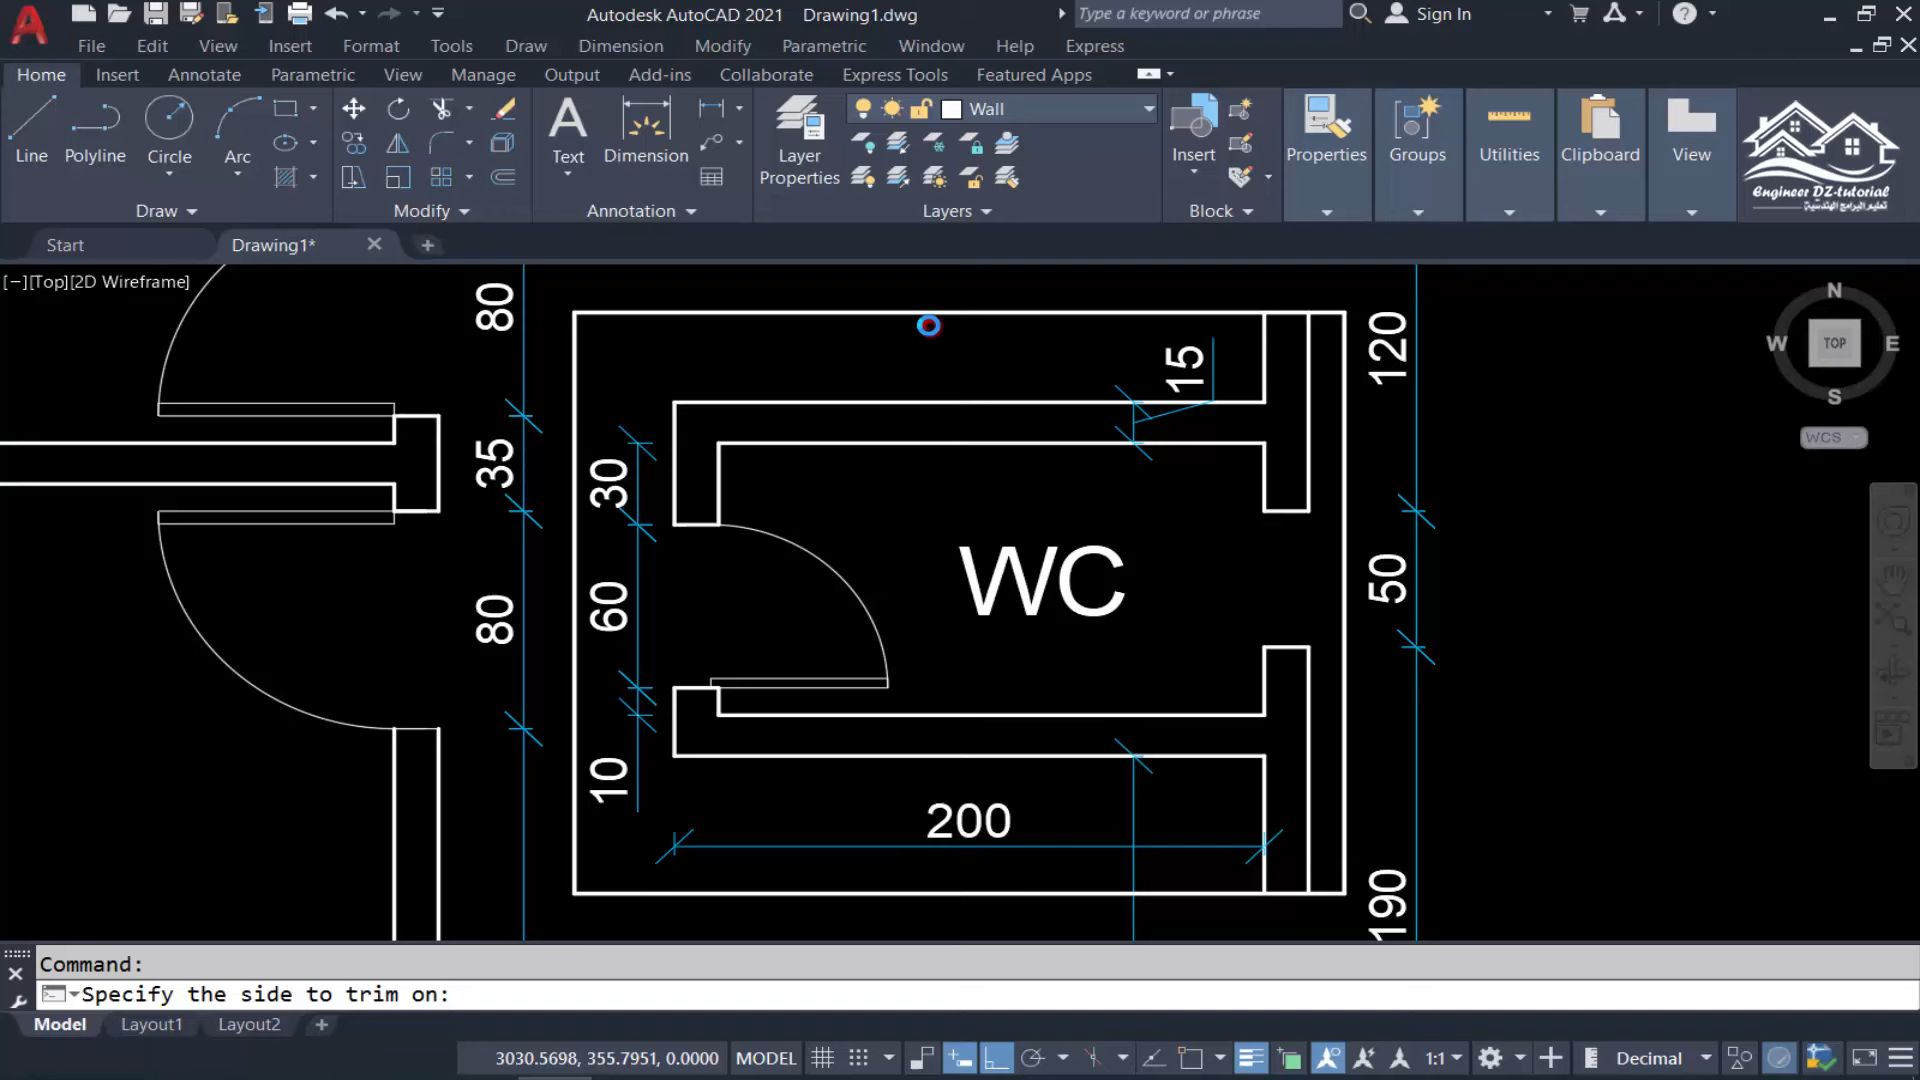 Autodesk AutoCAD 2021 Drawing1.dwg
Type a keyword or phrase
Sign In
File Edit View Insert Format Tools Draw Dimension Modify Parametric Window Help Express
Home Insert Annotate Parametric View Manage Output Add-ins Collaborate Express Tools Featured Apps
Wall
Line Polyline Circle Arc
Text Dimension
Layer Properties
Insert
Properties Groups Utilities Clipboard View
Engineer DZ-tutorial
تعليم البرامج الهندسية
Draw Modify Annotation Layers Block
Start Drawing1*
[−][Top][2D Wireframe]
N
W TOP E
S
WCS
80
120
15
35
30
WC
50
60
80
10
200
190
Command:
Specify the side to trim on:
Model Layout1 Layout2
3030.5698, 355.7951, 0.0000 MODEL 1:1 Decimal